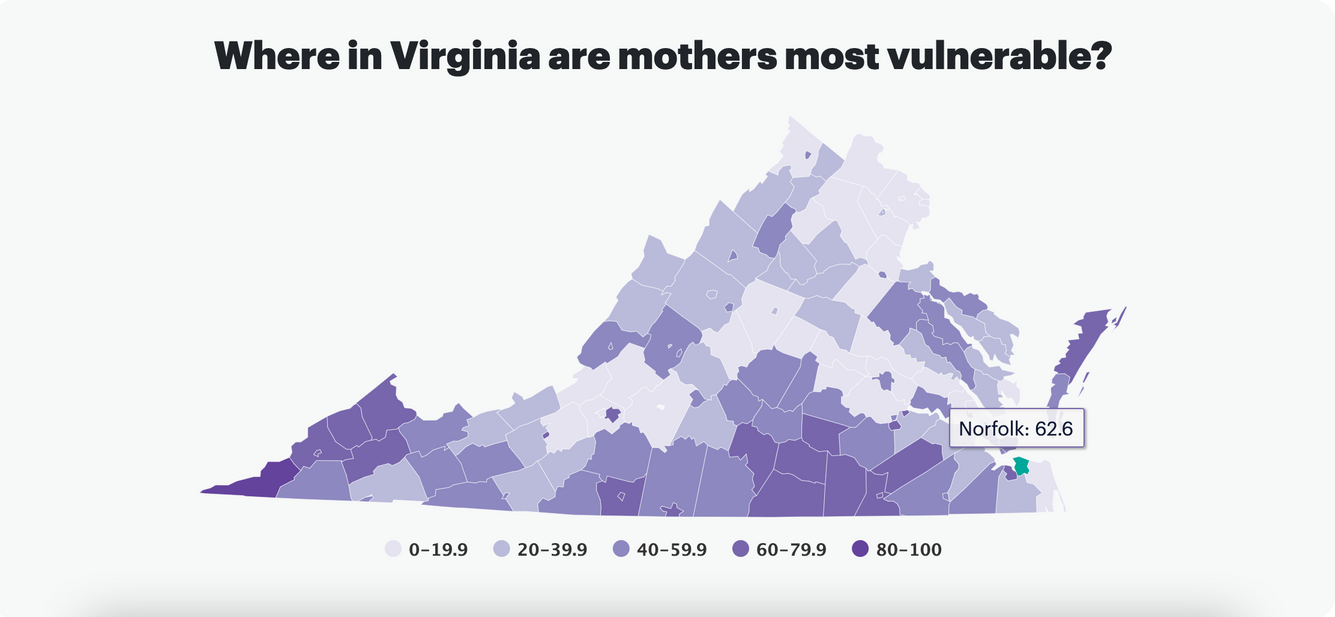 Where in Virginia are mothers most vulnerable?
Norfolk: 62.6
0–19.9
20–39.9
40–59.9
60–79.9
80–100